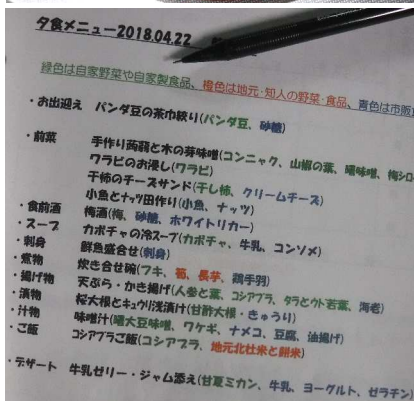 夕食メニュー2018.04.22
緑色は自家野菜や自家製食品、橙色は地元・知人の野菜・食品、青色は市販
・お出迎え パンダ豆の茶巾絞り(パンダ豆、砂糖)
・前菜 手作り蒟蒻と木の芽味噌(コンニャク、山椒の葉、曙味噌、梅シロ
ワラビのお浸し(ワラビ)
干柿のチーズサンド(干し柿、クリームチーズ)
小魚とナッツ田作り(小魚、ナッツ)
・食前酒 梅酒(梅、砂糖、ホワイトリカー)
・スープ カボチャの冷スープ(カボチャ、牛乳、コンソメ)
・刺身 鮮魚盛合せ(刺身)
・煮物 炊き合せ碗(フキ、筍、長芋、鶏手羽)
・揚げ物 天ぷら・かき揚げ(人参と葉、コシアブラ、タラとウト若葉、海老)
・漬物 桜大根とキュウリ浅漬け(甘酢大根・きゅうり)
・汁物 味噌汁(曙大豆味噌、ワケギ、ナメコ、豆腐、油揚げ)
・ご飯 コシアブラご飯(コシアブラ、地元北杜米と餅米)
・デザート 牛乳ゼリー・ジャム添え(甘夏ミカン、牛乳、ヨーグルト、ゼラチン)